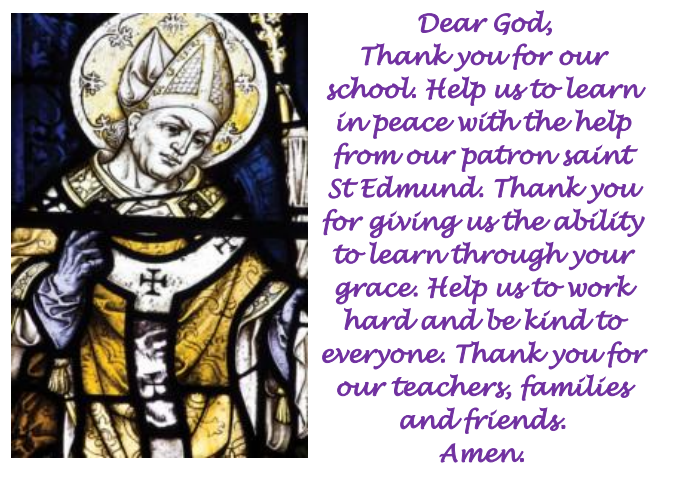 Dear God,
Thank you for our
school. Help us to learn
in peace with the help
from our patron saint
St Edmund. Thank you
for giving us the ability
to learn through your
grace. Help us to work
hard and be kind to
everyone. Thank you for
our teachers, families
and friends.
Amen.